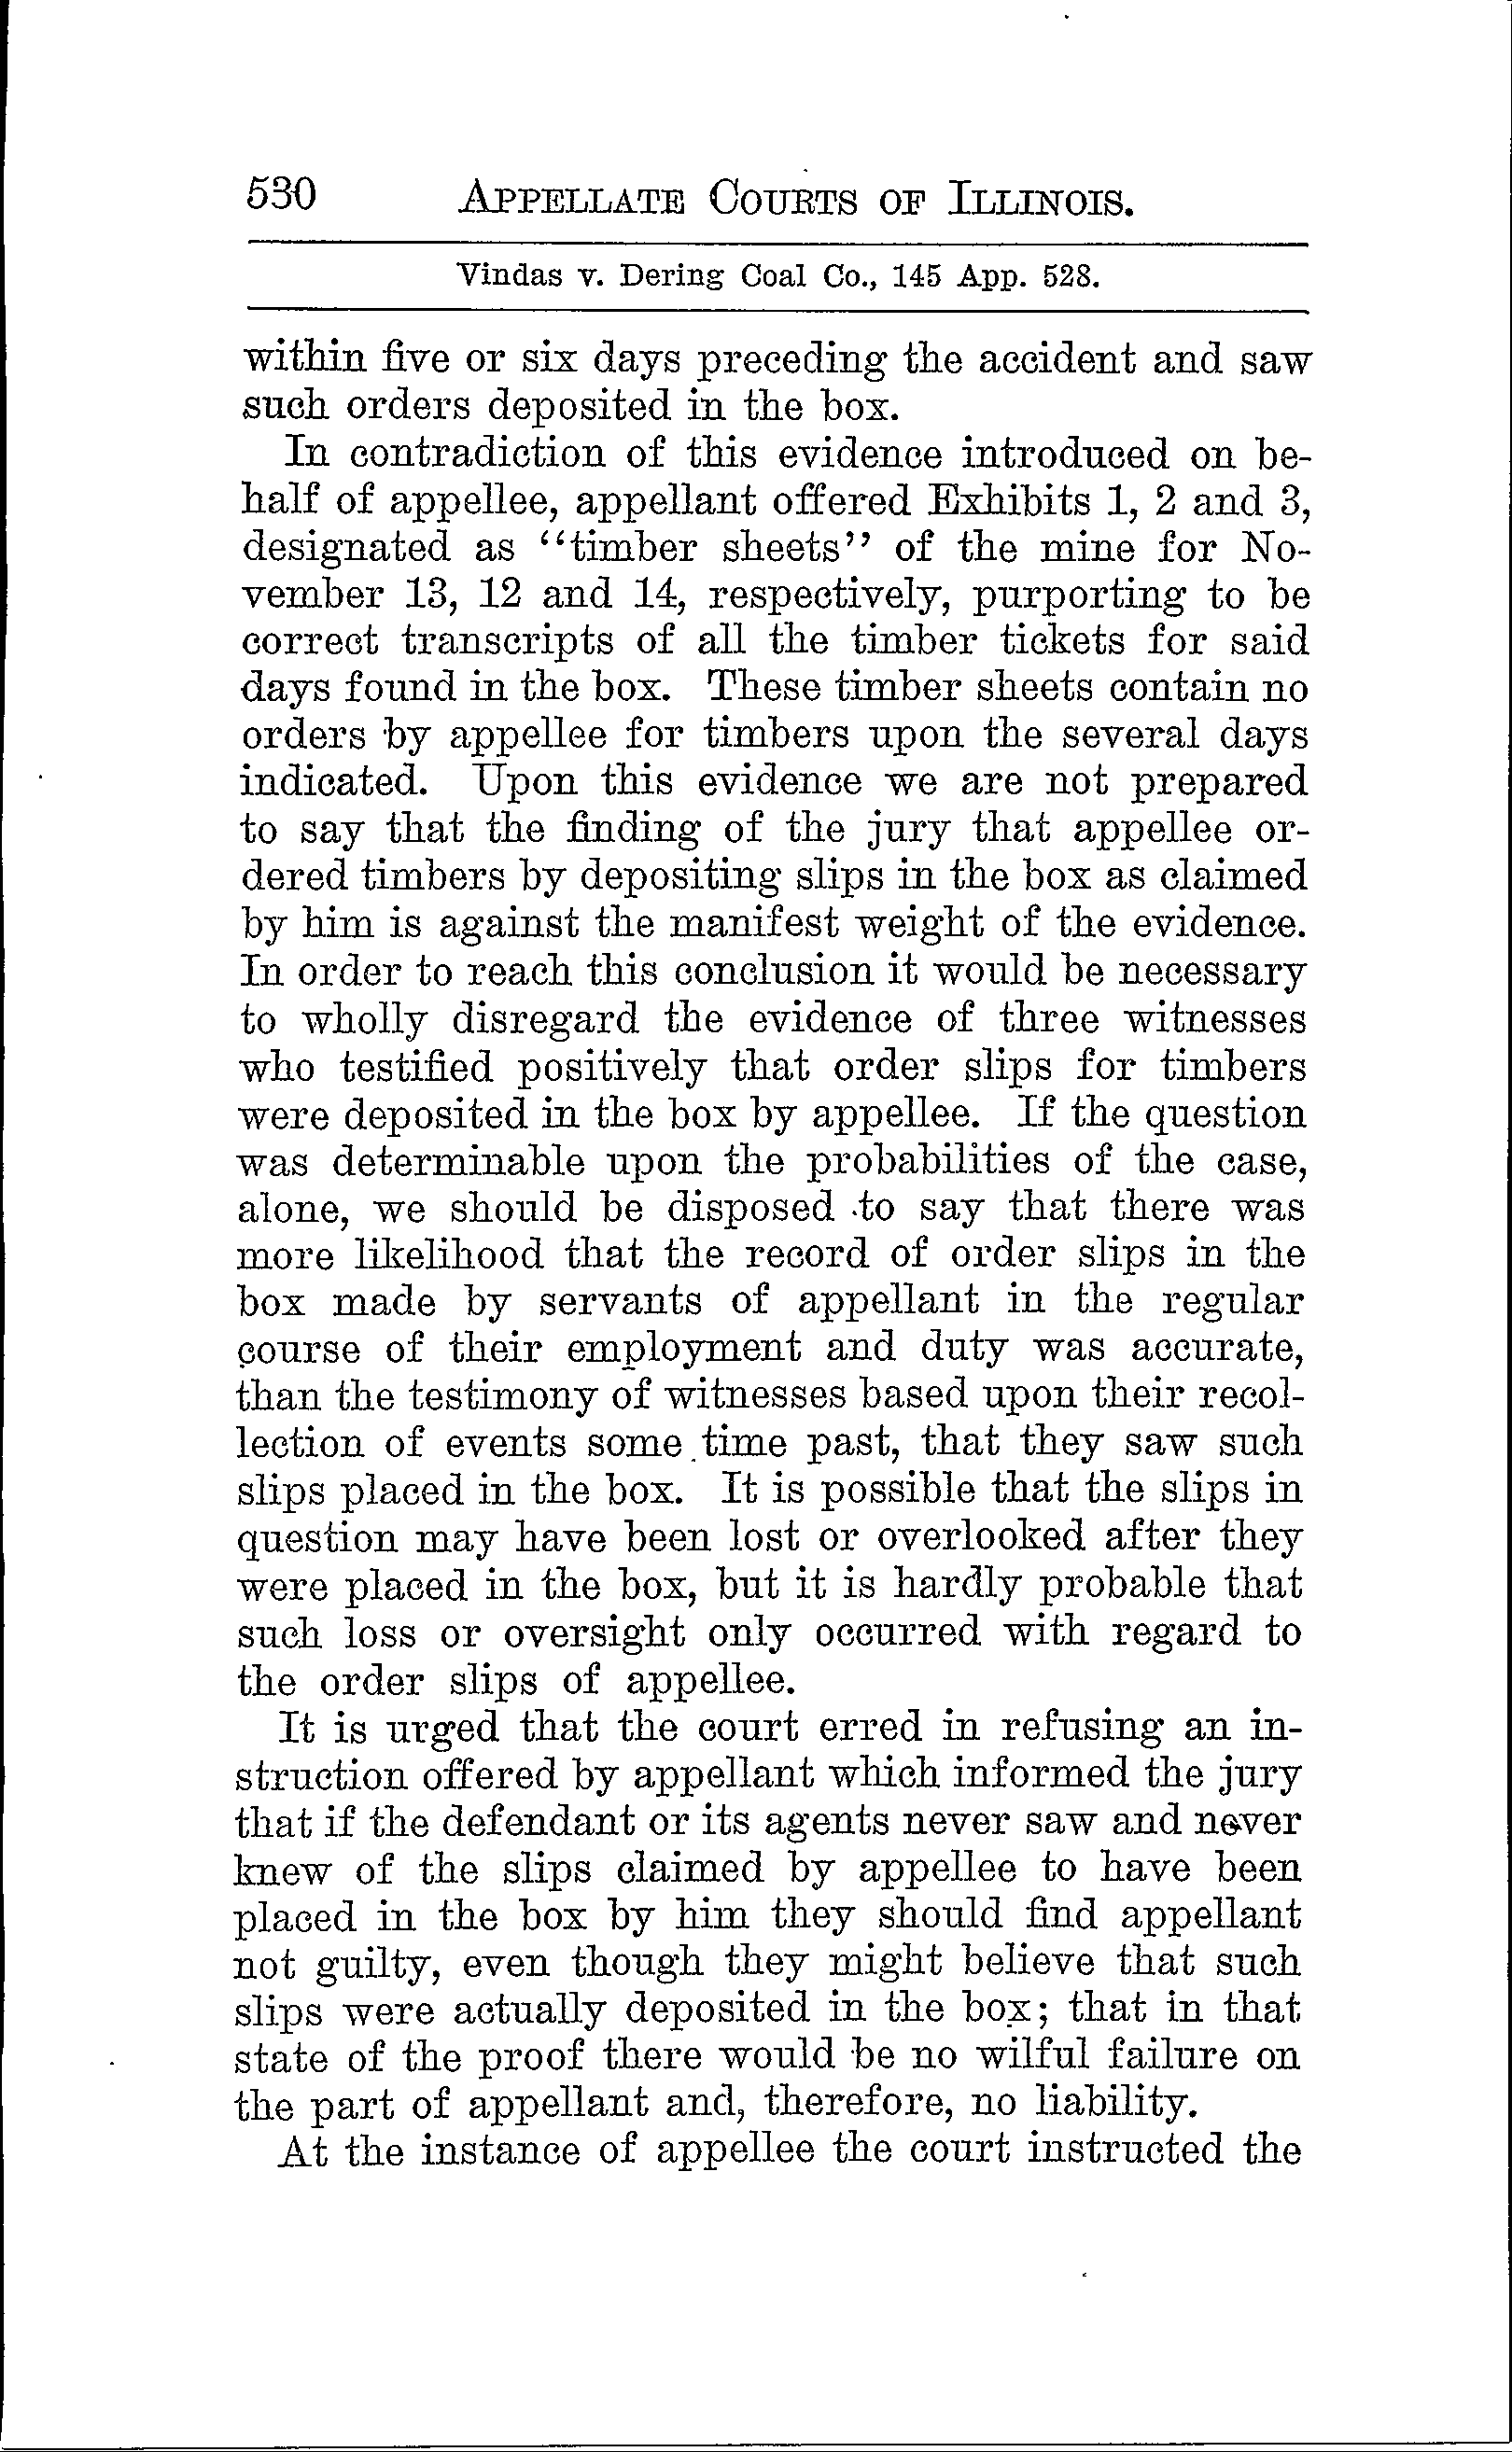 530 APPELLATE COURTS OF ILLINOIS.
Vindas v. Dering Coal Co., 145 App. 528.
within five or six days preceding the accident and saw
such orders deposited in the box.
In contradiction of this evidence introduced on be-
half of appellee, appellant offered Exhibits 1, 2 and 3,
designated as “timber sheets” of the mine for No-
vember 13, 12 and 14, respectively, purporting to be
correct transcripts of all the timber tickets for said
days found in the box. These timber sheets contain no
orders by appellee for timbers upon the several days
indicated. Upon this evidence we are not prepared
to say that the finding of the jury that appellee or-
dered timbers by depositing slips in the box as claimed
by him is against the manifest weight of the evidence.
In order to reach this conclusion it would be necessary
to wholly disregard the evidence of three witnesses
who testified positively that order slips for timbers
were deposited in the box by appellee. If the question
was determinable upon the probabilities of the case,
alone, we should be disposed to say that there was
more likelihood that the record of order slips in the
box made by servants of appellant in the regular
course of their employment and duty was accurate,
than the testimony of witnesses based upon their recol-
lection of events some time past, that they saw such
slips placed in the box. It is possible that the slips in
question may have been lost or overlooked after they
were placed in the box, but it is hardly probable that
such loss or oversight only occurred with regard to
the order slips of appellee.
It is urged that the court erred in refusing an in-
struction offered by appellant which informed the jury
that if the defendant or its agents never saw and never
knew of the slips claimed by appellee to have been
placed in the box by him they should find appellant
not guilty, even though they might believe that such
slips were actually deposited in the box; that in that
state of the proof there would be no wilful failure on
the part of appellant and, therefore, no liability.
At the instance of appellee the court instructed the